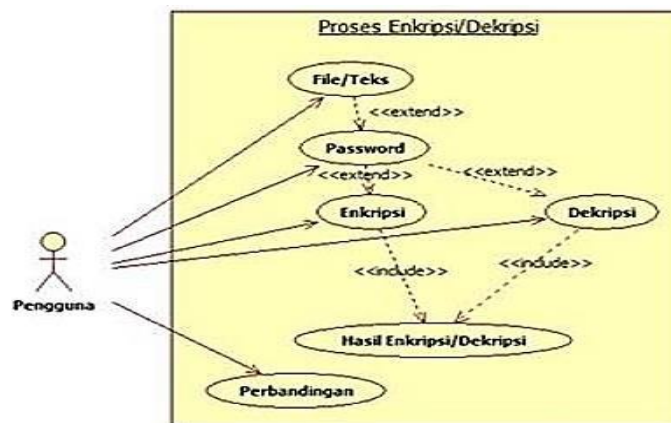 Proses Enkripsi/Dekripsi
File/Teks
<<extend>>
Password
<<extend>>
<<extend>>
Enkripsi
Dekripsi
<<include>>
<<include>>
Pengguna
Hasil Enkripsi/Dekripsi
Perbandingan